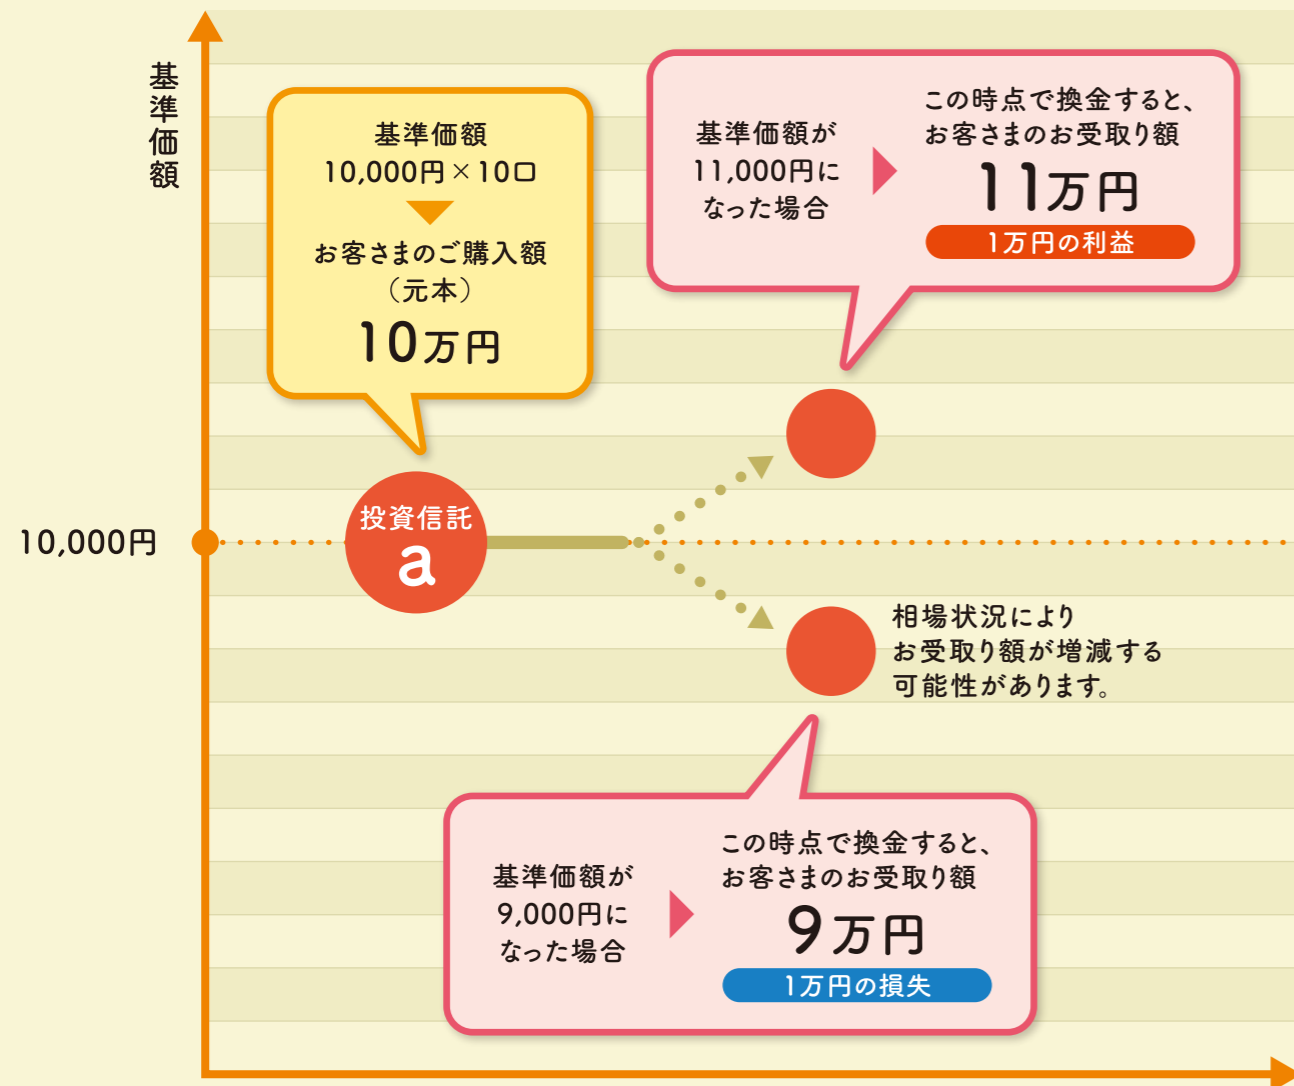 基準価額
基準価額
10,000円×10口
お客さまのご購入額
（元本）
10万円
基準価額が
11,000円に
なった場合
この時点で換金すると、
お客さまのお受取り額
11万円
1万円の利益
10,000円
投資信託
a
相場状況により
お受取り額が増減する
可能性があります。
基準価額が
9,000円に
なった場合
この時点で換金すると、
お客さまのお受取り額
9万円
1万円の損失